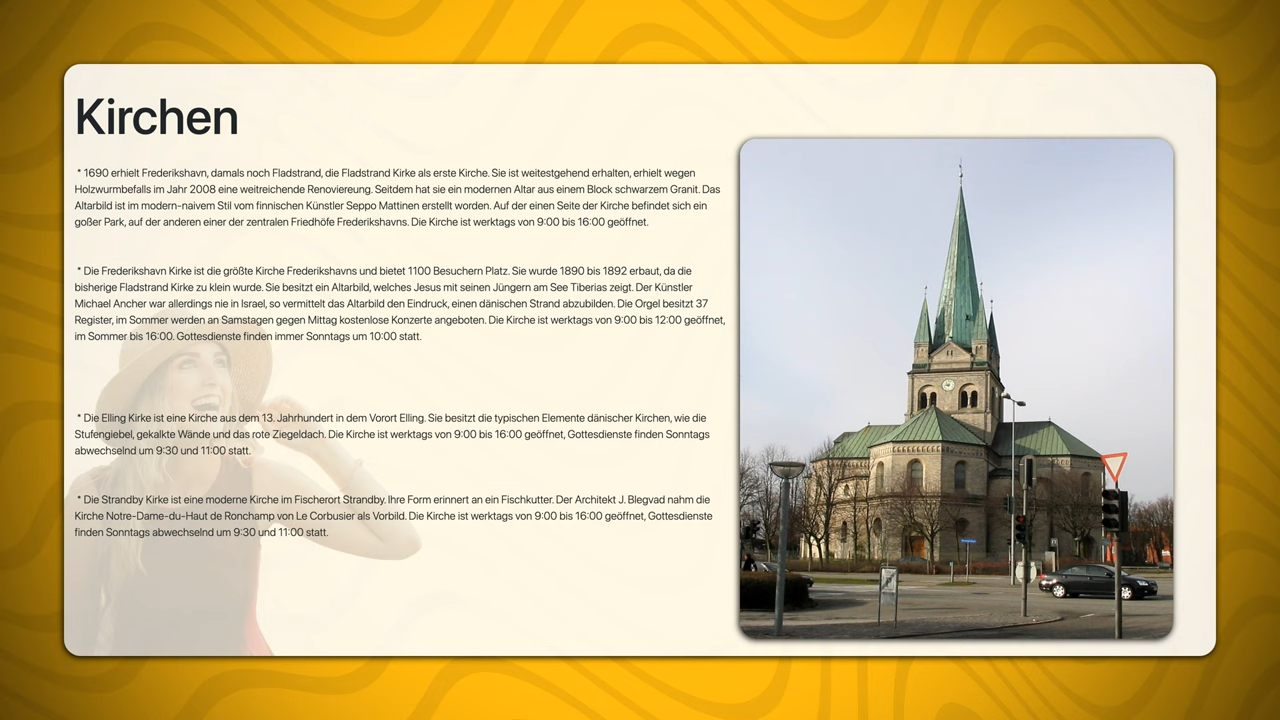 Kirchen
* 1690 erhielt Frederikshavn, damals noch Fladstrand, die Fladstrand Kirke als erste Kirche. Sie ist weitestgehend erhalten, erhielt wegen
Holzwurmbefalls im Jahr 2008 eine weitreichende Renoviereung. Seitdem hat sie ein modernen Altar aus einem Block schwarzem Granit. Das
Altarbild ist im modern-naivem Stil vom finnischen Künstler Seppo Mattinen erstellt worden. Auf der einen Seite der Kirche befindet sich ein
goßer Park, auf der anderen einer der zentralen Friedhöfe Frederikshavns. Die Kirche ist werktags von 9:00 bis 16:00 geöffnet.
* Die Frederikshavn Kirke ist die größte Kirche Frederikshavns und bietet 1100 Besuchern Platz. Sie wurde 1890 bis 1892 erbaut, da die
bisherige Fladstrand Kirke zu klein wurde. Sie besitzt ein Altarbild, welches Jesus mit seinen Jüngern am See Tiberias zeigt. Der Künstler
Michael Ancher war allerdings nie in Israel, so vermittelt das Altarbild den Eindruck, einen dänischen Strand abzubilden. Die Orgel besitzt 37
Register, im Sommer werden an Samstagen gegen Mittag kostenlose Konzerte angeboten. Die Kirche ist werktags von 9:00 bis 12:00 geöffnet,
im Sommer bis 16:00. Gottesdienste finden immer Sonntags um 10:00 statt.
* Die Elling Kirke ist eine Kirche aus dem 13. Jahrhundert in dem Vorort Elling. Sie besitzt die typischen Elemente dänischer Kirchen, wie die
Stufengiebel, gekalkte Wände und das rote Ziegeldach. Die Kirche ist werktags von 9:00 bis 16:00 geöffnet, Gottesdienste finden Sonntags
abwechselnd um 9:30 und 11:00 statt.
* Die Strandby Kirke ist eine moderne Kirche im Fischerort Strandby. Ihre Form erinnert an ein Fischkutter. Der Architekt J. Blegvad nahm die
Kirche Notre-Dame-du-Haut de Ronchamp von Le Corbusier als Vorbild. Die Kirche ist werktags von 9:00 bis 16:00 geöffnet, Gottesdienste
finden Sonntags abwechselnd um 9:30 und 11:00 statt.